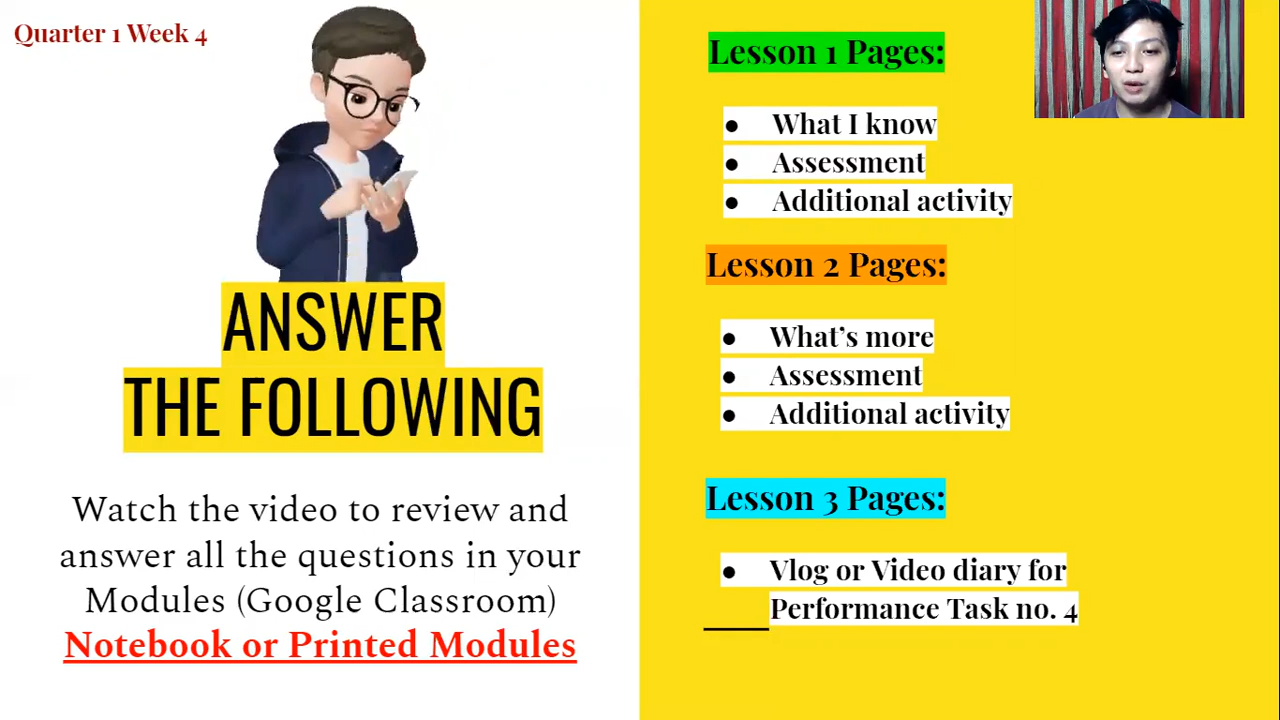 Quarter 1 Week 4
ANSWER
THE FOLLOWING
Watch the video to review and
answer all the questions in your
Modules (Google Classroom)
Notebook or Printed Modules
Lesson 1 Pages:
● What I know
● Assessment
● Additional activity
Lesson 2 Pages:
● What’s more
● Assessment
● Additional activity
Lesson 3 Pages:
● Vlog or Video diary for
Performance Task no. 4